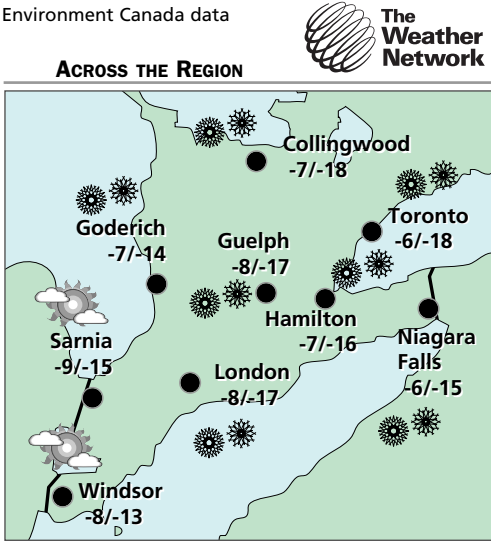 Environment Canada data
The
Weather
Network
ACROSS THE REGION
Collingwood
-7/-18
Toronto
-6/-18
Goderich
-7/-14
Guelph
-8/-17
Hamilton
-7/-16
Niagara
Falls
-6/-15
Sarnia
-9/-15
London
-8/-17
Windsor
-8/-13